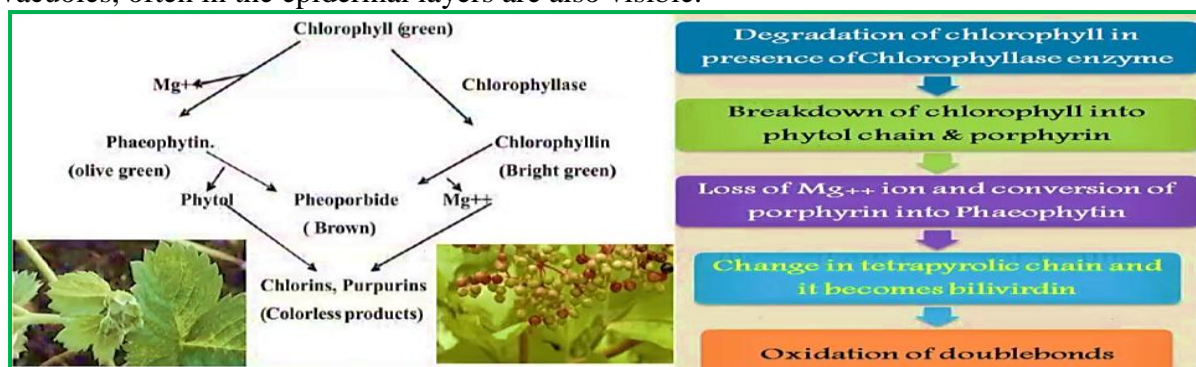 vacuoles, often in the epidermal layers are also visible.
Chlorophyll (green)
Mg+
Chlorophyllase
Phaeophytin.
(olive green)
Chlorophyllin
(Bright green)
Phytol
Pheoporbide
(Brown)
Mg++
Chlorins, Purpurins
(Colorless products)
Degradation of chlorophyll in
presence of Chlorophyllase enzyme
Breakdown of chlorophyll into
phytol chain & porphyrin
Loss of Mg++ ion and conversion of
porphyrin into Phaeophytin
Change in tetrapyrolic chain and
it becomes bilivirdin
Oxidation of doublebonds